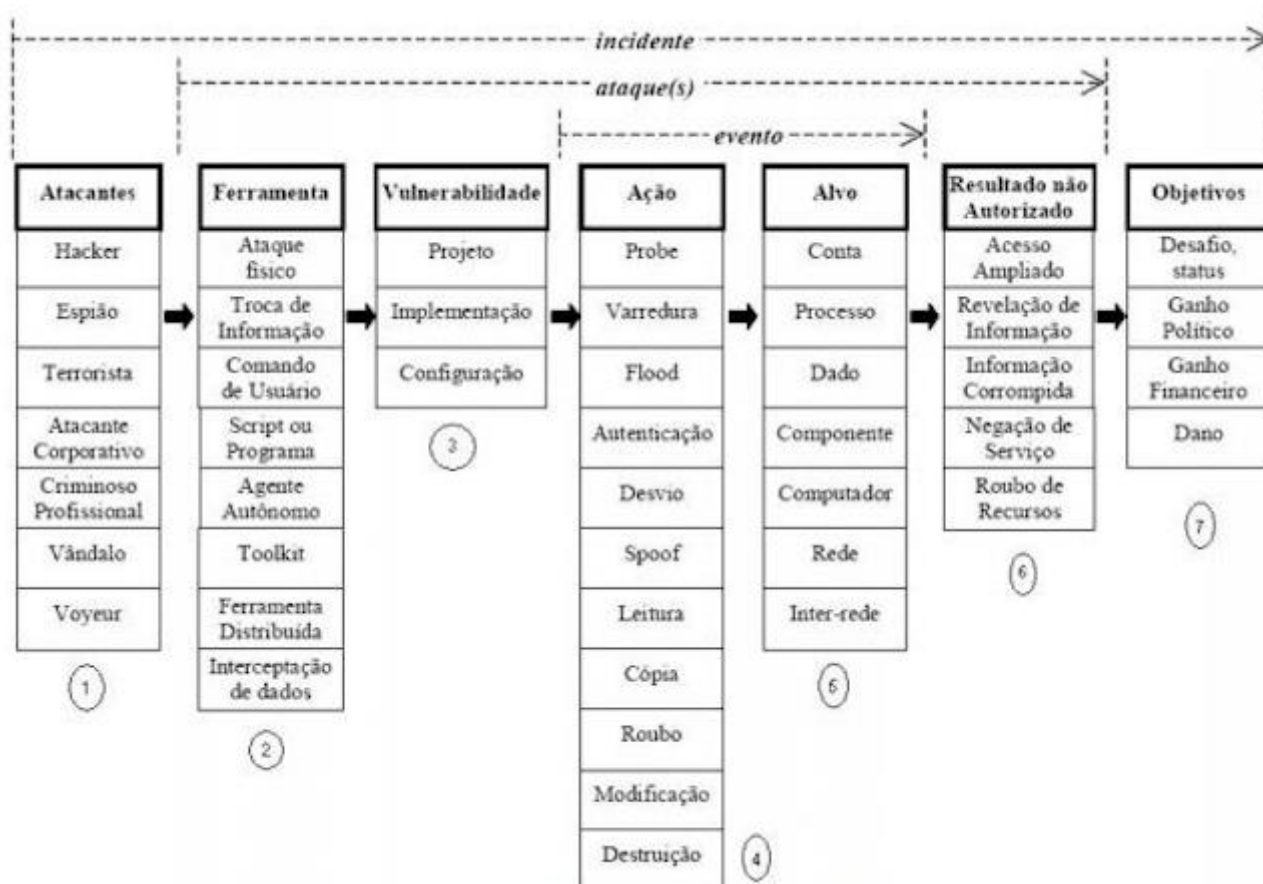 incidente
ataque(s)
evento
Atacantes
Hacker
Espião
Terrorista
Atacante
Corporativo
Criminoso
Profissional
Vândalo
Voyeur
1
Ferramenta
Ataque
físico
Troca de
Informação
Comando
de Usuário
Script ou
Programa
Agente
Autônomo
Toolkit
Ferramenta
Distribuída
Interceptação
de dados
2
Vulnerabilidade
Projeto
Implementação
Configuração
3
Ação
Probe
Varredura
Flood
Autenticação
Desvio
Spoof
Leitura
Cópia
Roubo
Modificação
Destruição
4
Alvo
Conta
Processo
Dado
Componente
Computador
Rede
Inter-rede
5
Resultado não
Autorizado
Acesso
Ampliado
Revelação de
Informação
Informação
Corrompida
Negação de
Serviço
Roubo de
Recursos
6
Objetivos
Desafio,
status
Ganho
Político
Ganho
Financeiro
Dano
7